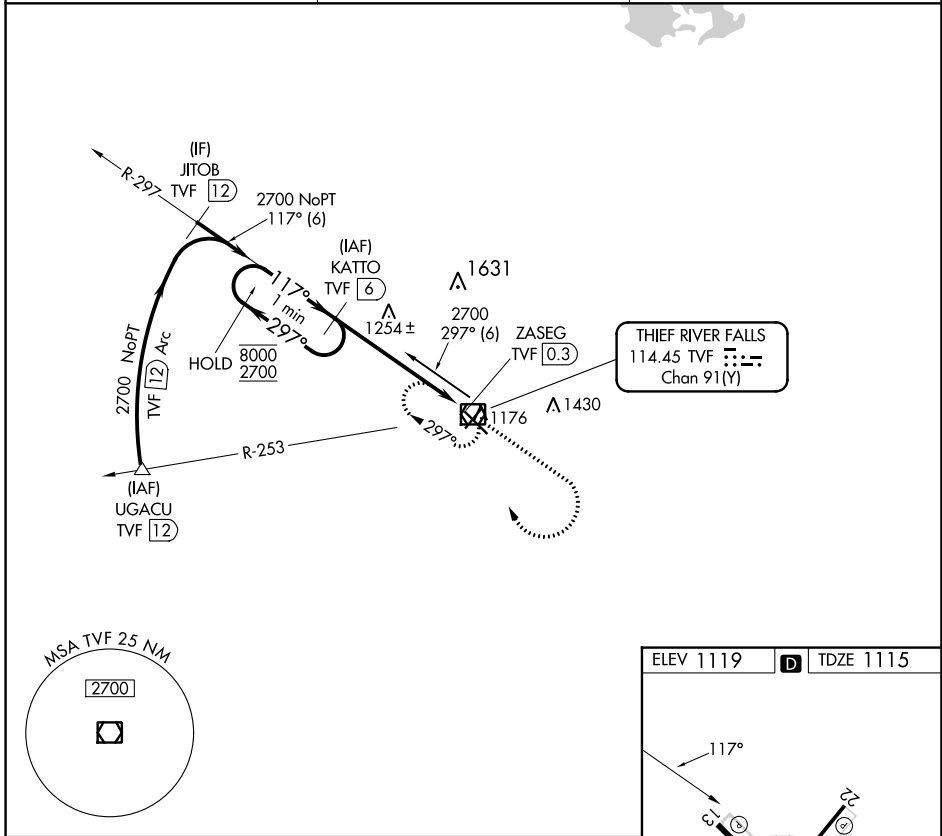 (IF)
JITOB
TVF 12
R-297
2700 NoPT
117° (6)
(IAF)
KATTO
TVF 6
1631
117°
1 min
297°
1254 ±
2700
297° (6)
ZASEG
TVF 0.3
THIEF RIVER FALLS
114.45 TVF
Chan 91(Y)
HOLD
8000
2700
2700 NoPT
TVF 12 Arc
1176
1430
297°
R-253
(IAF)
UGACU
TVF 12
MSA TVF 25 NM
2700
ELEV 1119
D
TDZE 1115
117°
13
P
22
P